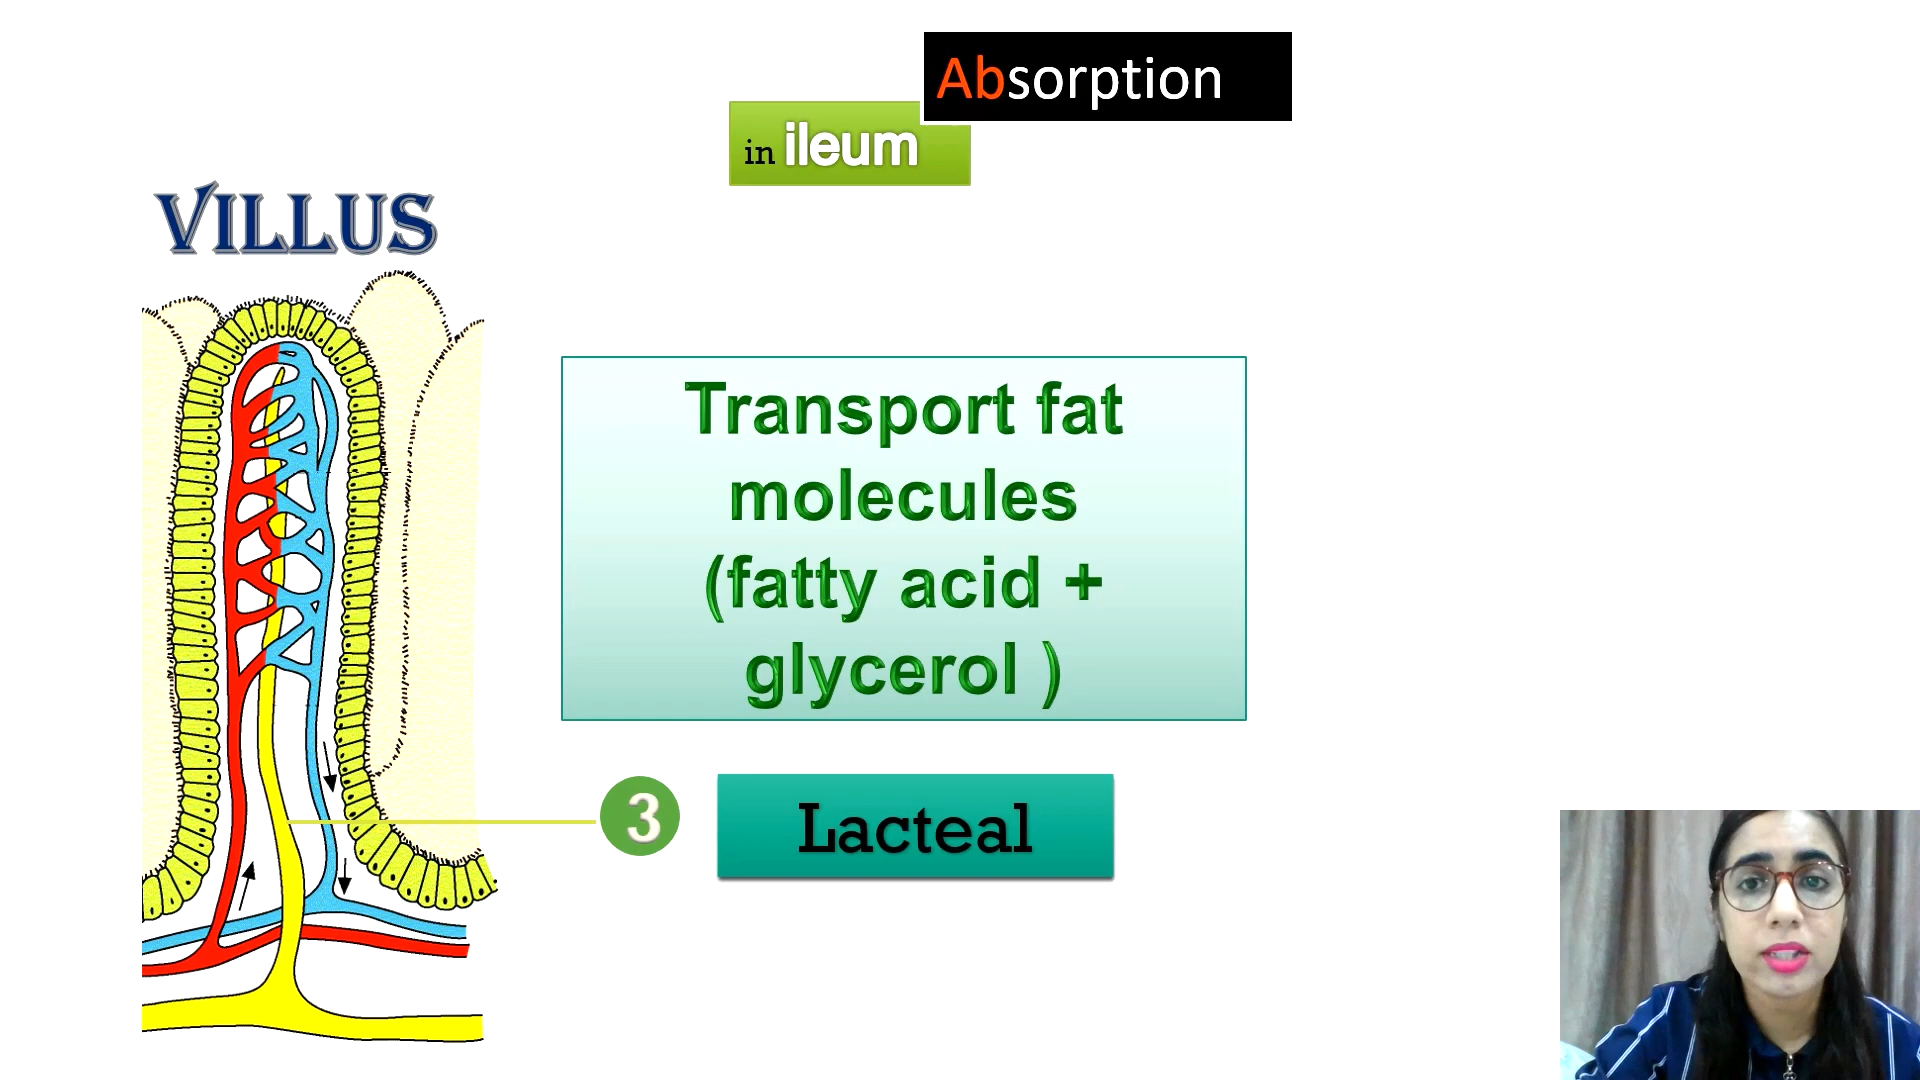 Absorption
in ileum
VILLUS
Transport fat
molecules
(fatty acid +
glycerol )
3
Lacteal